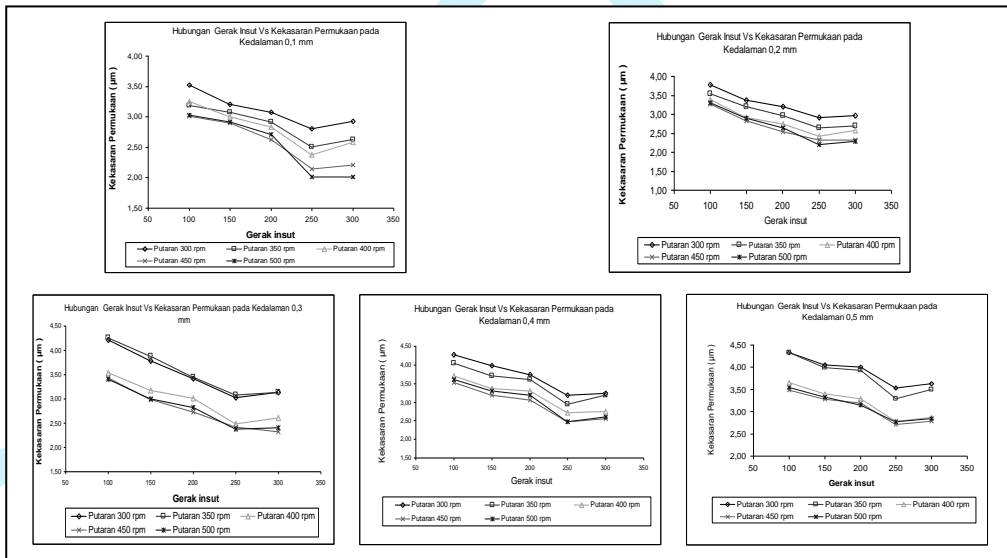 Hubungan Gerak Insut Vs Kekasaran Permukaan pada
Kedalaman 0,1 mm
Kekasaran Permukaan ( µm )
4,00
3,50
3,00
2,50
2,00
1,50
50 100 150 200 250 300 350
Gerak insut
Putaran 300 rpm Putaran 350 rpm Putaran 400 rpm
Putaran 450 rpm Putaran 500 rpm
Hubungan Gerak Insut Vs Kekasaran Permukaan pada
Kedalaman 0,2 mm
Kekasaran Permukaan ( µm )
4,00
3,50
3,00
2,50
2,00
1,50
1,00
50 100 150 200 250 300 350
Gerak insut
Putaran 300 rpm Putaran 350 rpm Putaran 400 rpm
Putaran 450 rpm Putaran 500 rpm
Hubungan Gerak Insut Vs Kekasaran Permukaan pada Kedalaman 0,3
mm
Kekasaran Permukaan ( µm )
4,50
4,00
3,50
3,00
2,50
2,00
1,50
50 100 150 200 250 300 350
Gerak insut
Putaran 300 rpm Putaran 350 rpm Putaran 400 rpm
Putaran 450 rpm Putaran 500 rpm
Hubungan Gerak Insut Vs Kekasaran Permukaan pada
Kedalaman 0,4 mm
Kekasaran Permukaan ( µm )
4,50
4,00
3,50
3,00
2,50
2,00
1,50
50 100 150 200 250 300 350
Gerak insut
Putaran 300 rpm Putaran 350 rpm Putaran 400 rpm
Putaran 450 rpm Putaran 500 rpm
Hubungan Gerak Insut Vs Kekasaran Permukaan pada
Kedalaman 0,5 mm
Kekasaran Permukaan ( µm )
4,50
4,00
3,50
3,00
2,50
2,00
50 100 150 200 250 300 350
Gerak insut
Putaran 300 rpm Putaran 350 rpm Putaran 400 rpm
Putaran 450 rpm Putaran 500 rpm